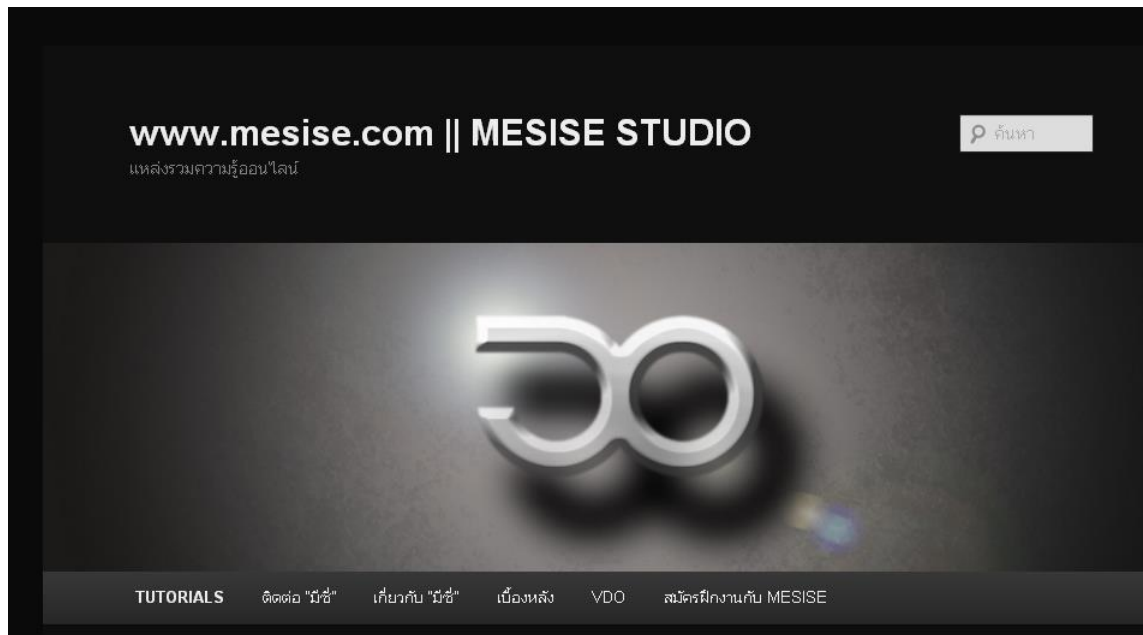 www.mesise.com || MESISE STUDIO
ค้นหา
แหล่งรวมความรู้ออนไลน์
TUTORIALS ติดต่อ "มีซี่" เกี่ยวกับ "มีซี่" เบื้องหลัง VDO สมัครฝึกงานกับ MESISE